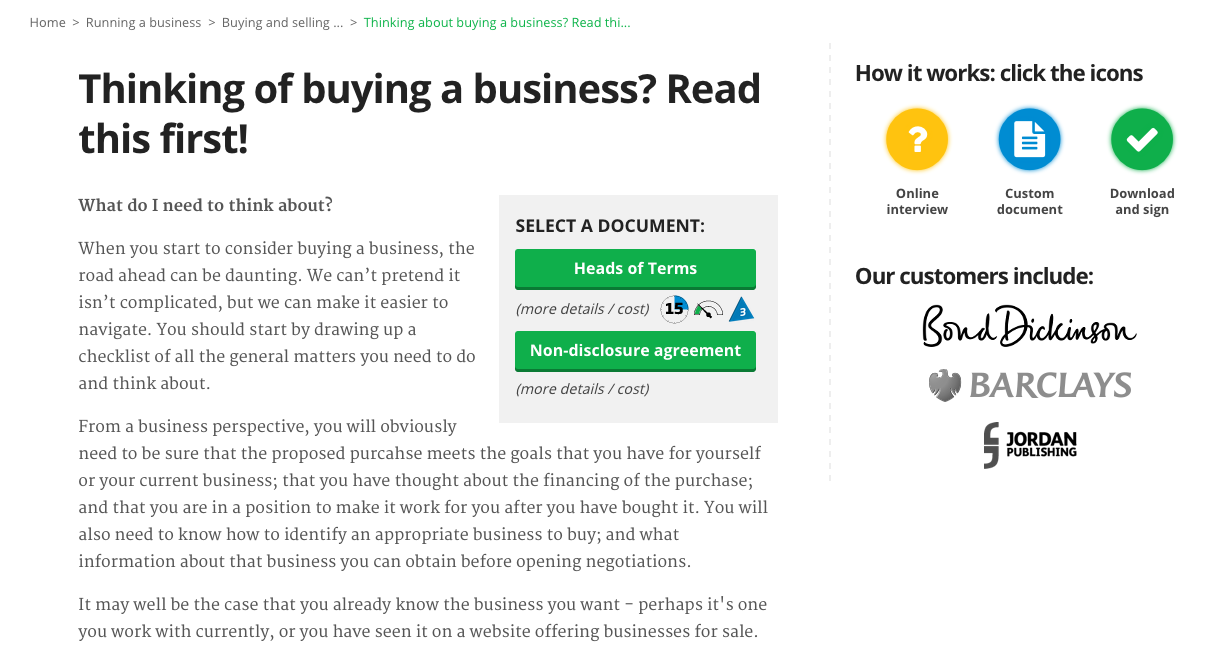 Home > Running a business > Buying and selling ... > Thinking about buying a business? Read thi...
Thinking of buying a business? Read
this first!
What do I need to think about?
When you start to consider buying a business, the
road ahead can be daunting. We can’t pretend it
isn’t complicated, but we can make it easier to
navigate. You should start by drawing up a
checklist of all the general matters you need to do
and think about.
SELECT A DOCUMENT:
Heads of Terms
(more details / cost) 15 3
Non-disclosure agreement
(more details / cost)
From a business perspective, you will obviously
need to be sure that the proposed purcahse meets the goals that you have for yourself
or your current business; that you have thought about the financing of the purchase;
and that you are in a position to make it work for you after you have bought it. You will
also need to know how to identify an appropriate business to buy; and what
information about that business you can obtain before opening negotiations.
It may well be the case that you already know the business you want – perhaps it's one
you work with currently, or you have seen it on a website offering businesses for sale.
How it works: click the icons
?
Online
interview
Custom
document
Download
and sign
Our customers include:
Bond Dickinson
BARCLAYS
JORDAN
PUBLISHING